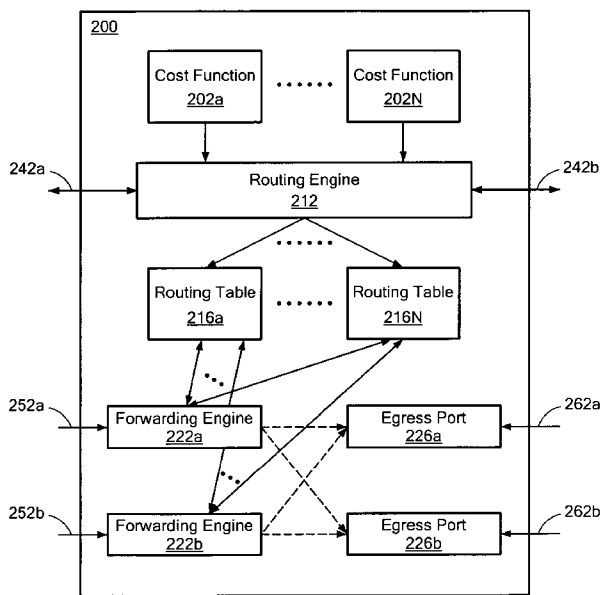 200
Cost Function
202a
Cost Function
202N
242a
242b
Routing Engine
212
Routing Table
216a
Routing Table
216N
252a
262a
Forwarding Engine
222a
Egress Port
226a
252b
262b
Forwarding Engine
222b
Egress Port
226b